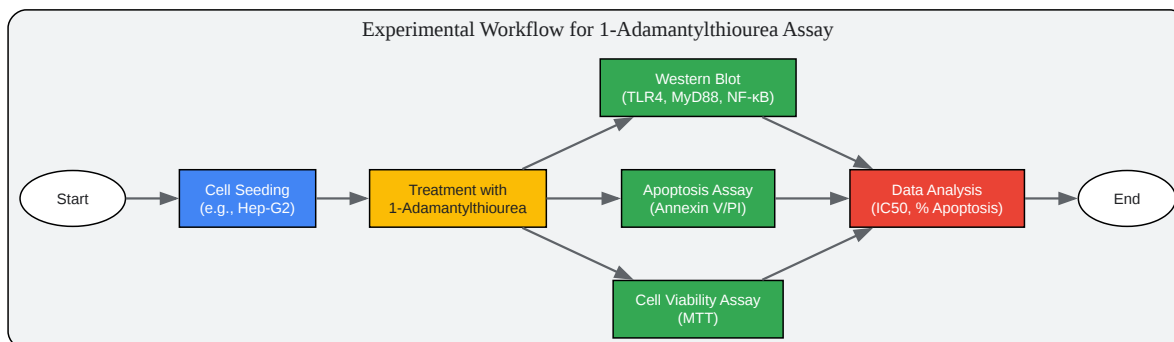 Experimental Workflow for 1-Adamantylthiourea Assay
Start
Cell Seeding
(e.g., Hep-G2)
Treatment with
1-Adamantylthiourea
Western Blot
(TLR4, MyD88, NF-κB)
Apoptosis Assay
(Annexin V/PI)
Cell Viability Assay
(MTT)
Data Analysis
(IC50, % Apoptosis)
End